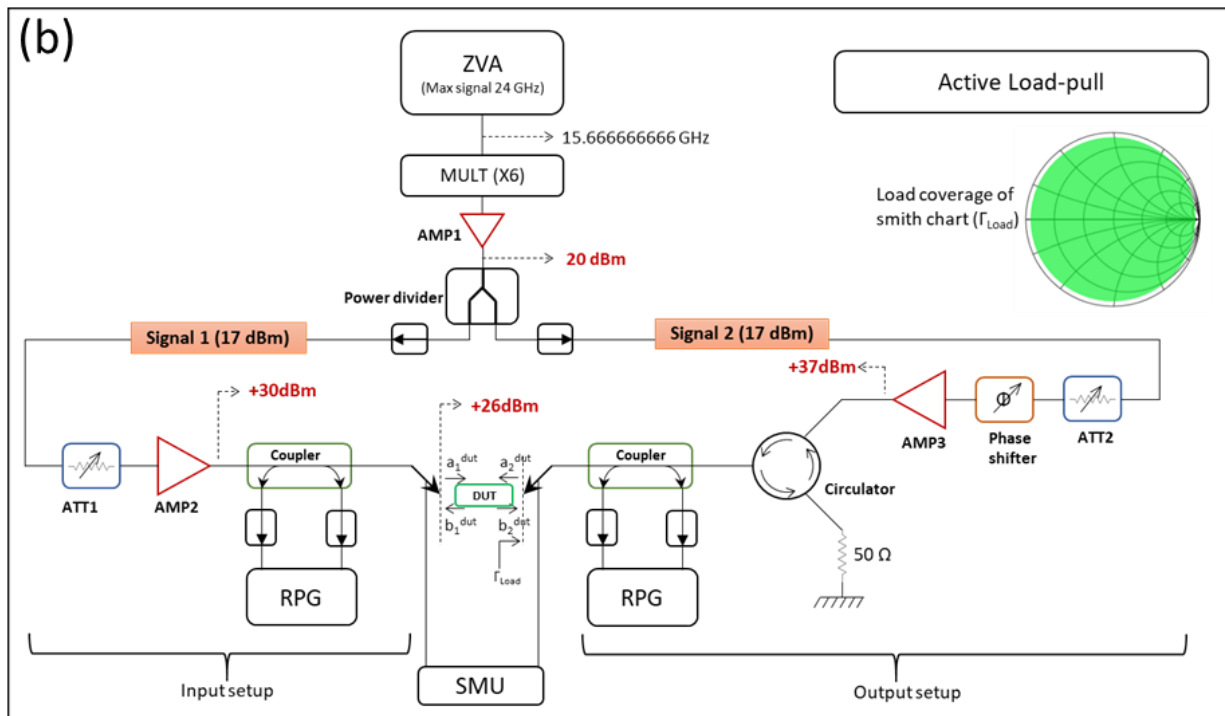 (b)
ZVA
(Max signal 24 GHz)
Active Load-pull
15.666666666 GHz
MULT (X6)
Load coverage of
smith chart (ΓLoad)
AMP1
20 dBm
Power divider
Signal 1 (17 dBm)
Signal 2 (17 dBm)
+37dBm
+30dBm
+26dBm
Φ
AMP3
Phase
shifter
ATT2
Coupler
Coupler
a1dut
a2dut
DUT
ATT1
AMP2
Circulator
b1dut
b2dut
50 Ω
ΓLoad
RPG
RPG
SMU
Input setup
Output setup